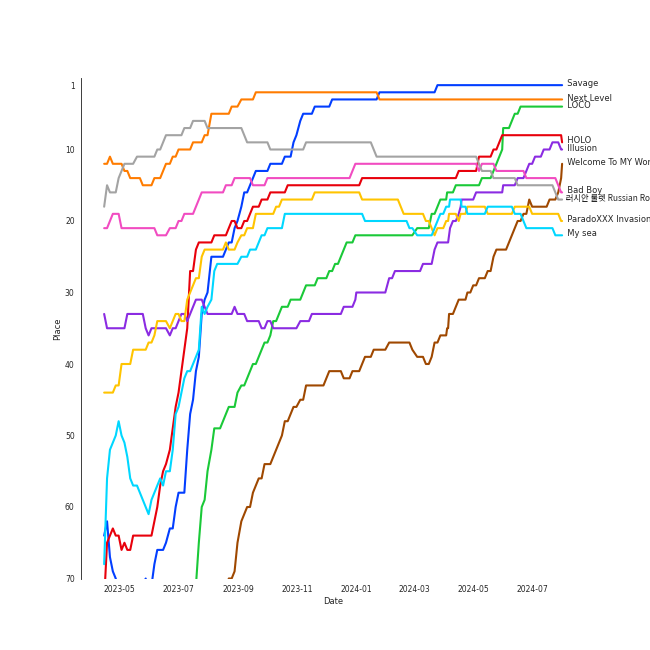 1
10
20
30
40
50
60
70
Place
2023-05
2023-07
2023-09
2023-11
2024-01
2024-03
2024-05
2024-07
Date
Savage
Next Level
LOCO
HOLO
Illusion
Welcome To MY Wor
Bad Boy
러시안 룰렛 Russian Ro
ParadoXXX Invasion
My sea